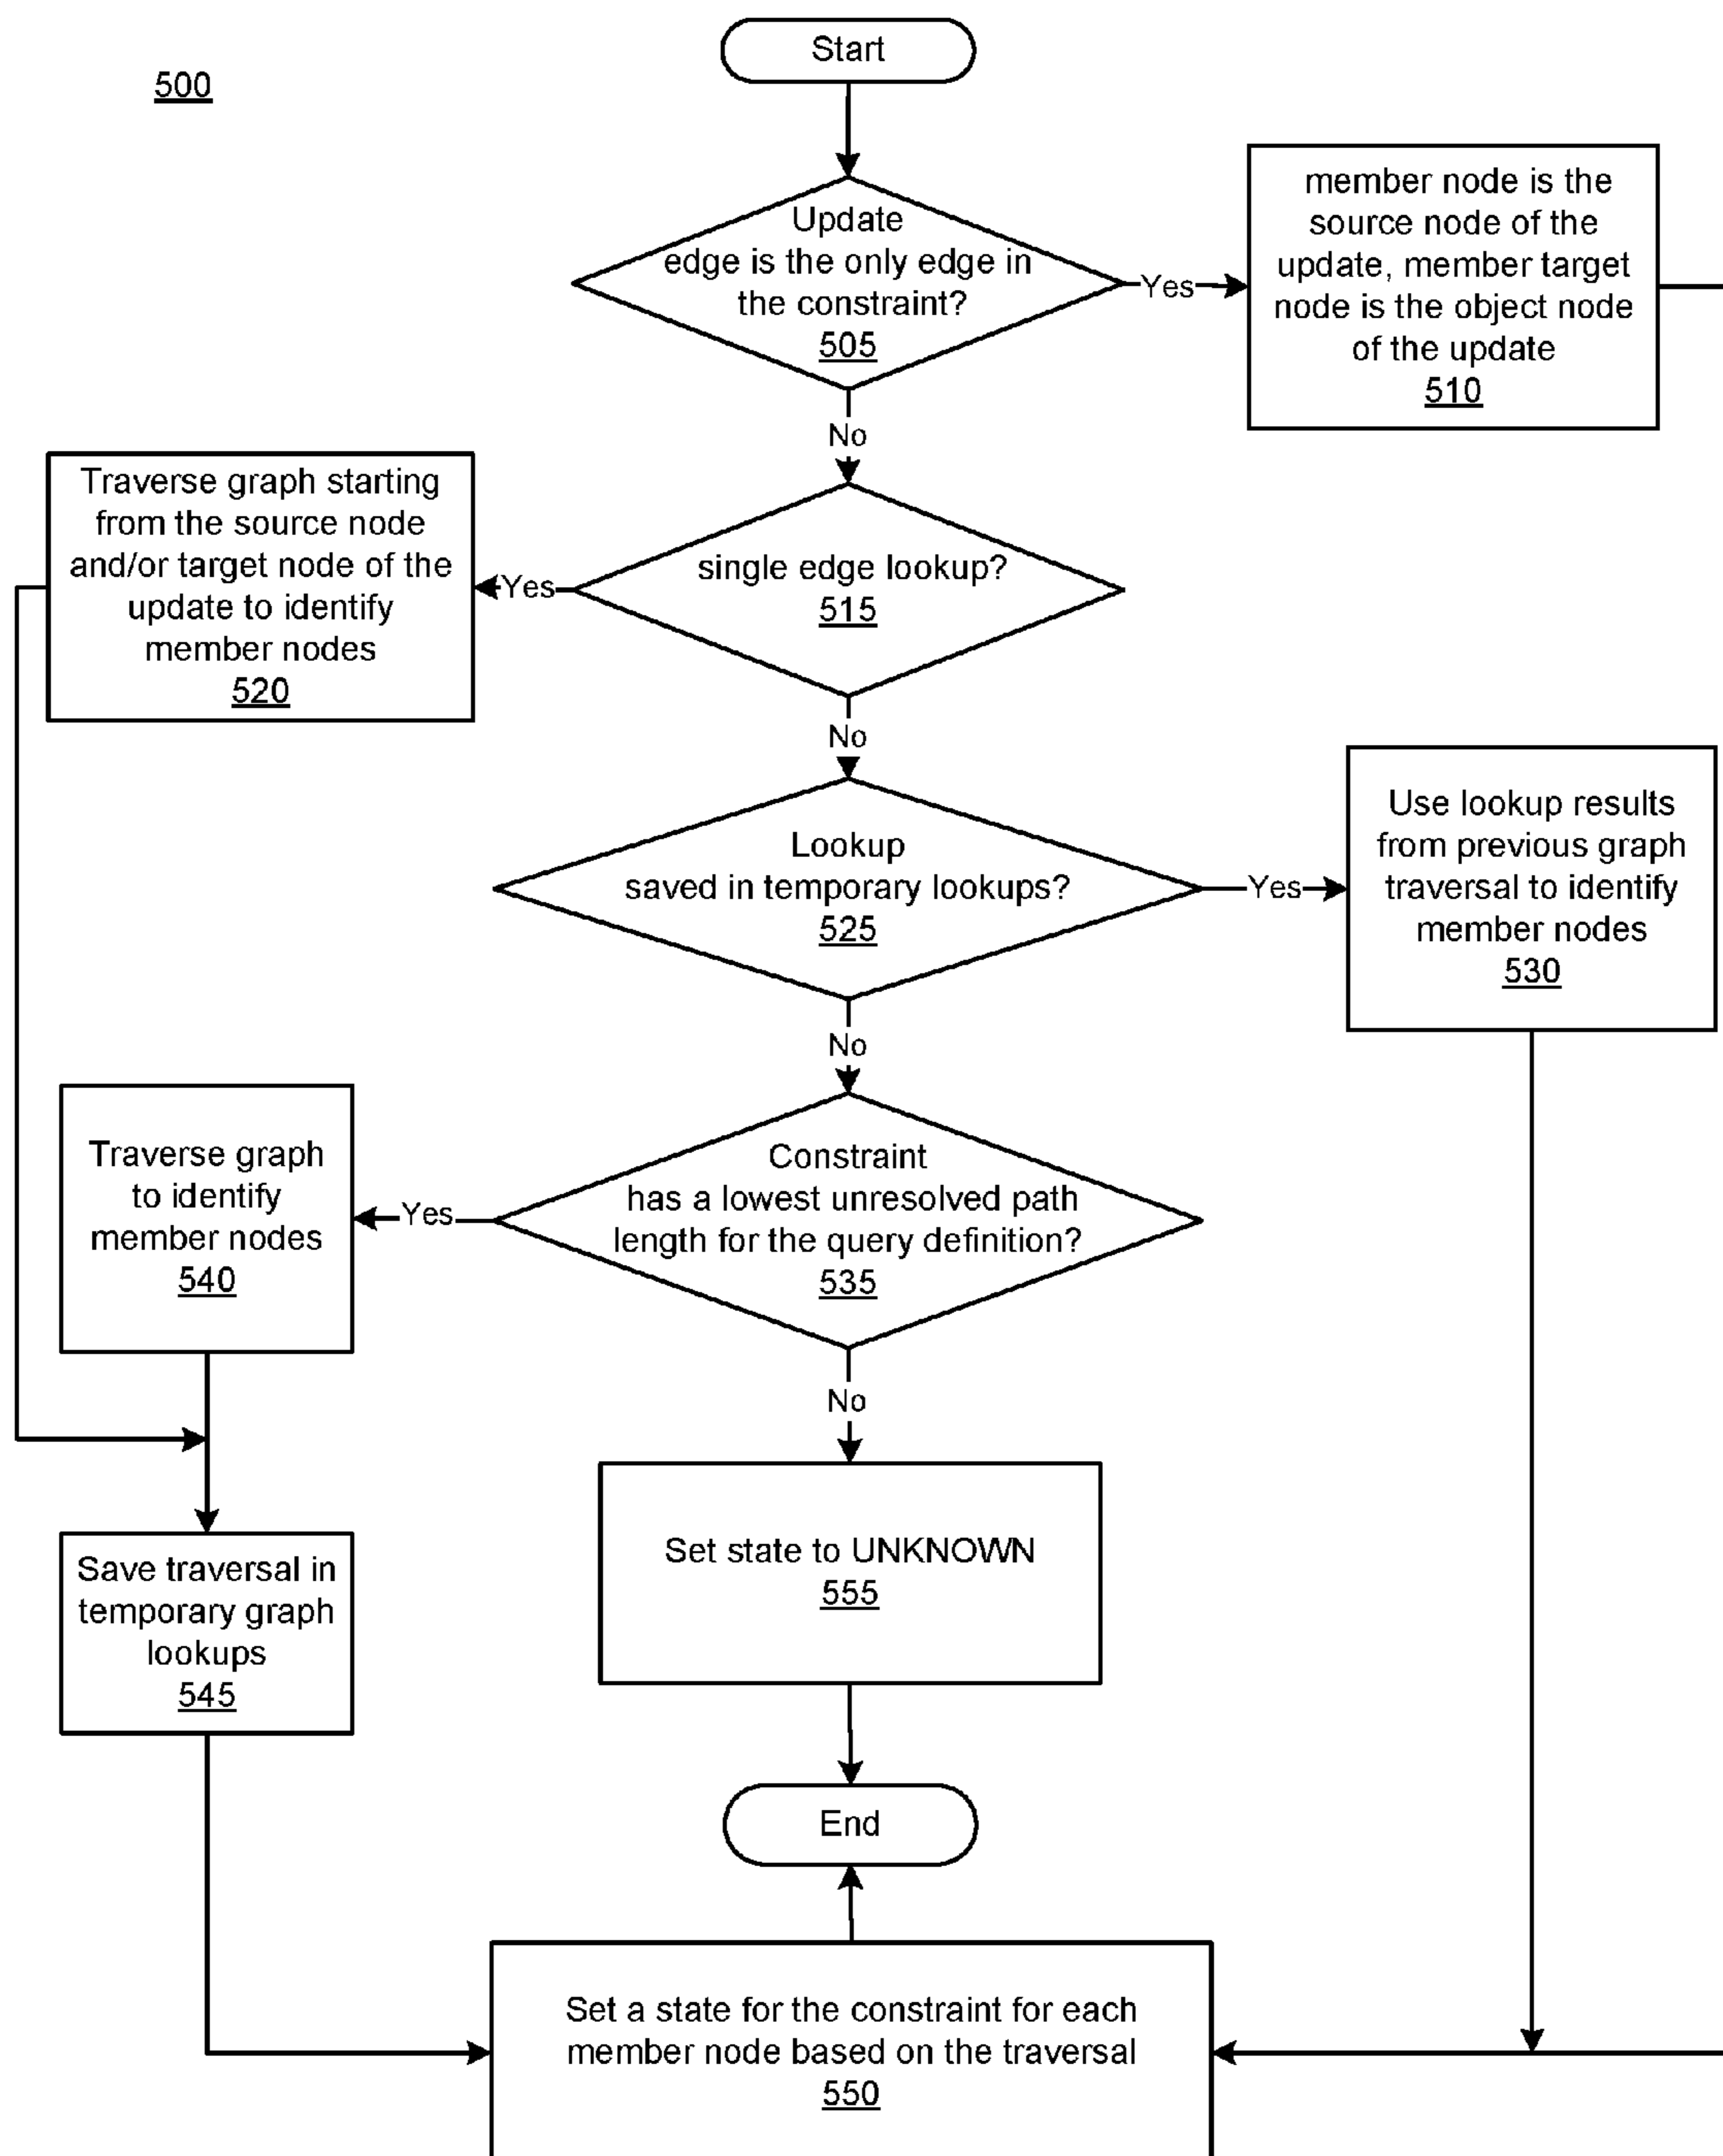 500
Start
Update
edge is the only edge in
the constraint?
505
Yes
member node is the
source node of the
update, member target
node is the object node
of the update
510
No
Traverse graph starting
from the source node
and/or target node of the
update to identify
member nodes
520
Yes
single edge lookup?
515
No
Lookup
saved in temporary lookups?
525
Yes
Use lookup results
from previous graph
traversal to identify
member nodes
530
No
Traverse graph
to identify
member nodes
540
Yes
Constraint
has a lowest unresolved path
length for the query definition?
535
No
Save traversal in
temporary graph
lookups
545
Set state to UNKNOWN
555
End
Set a state for the constraint for each
member node based on the traversal
550